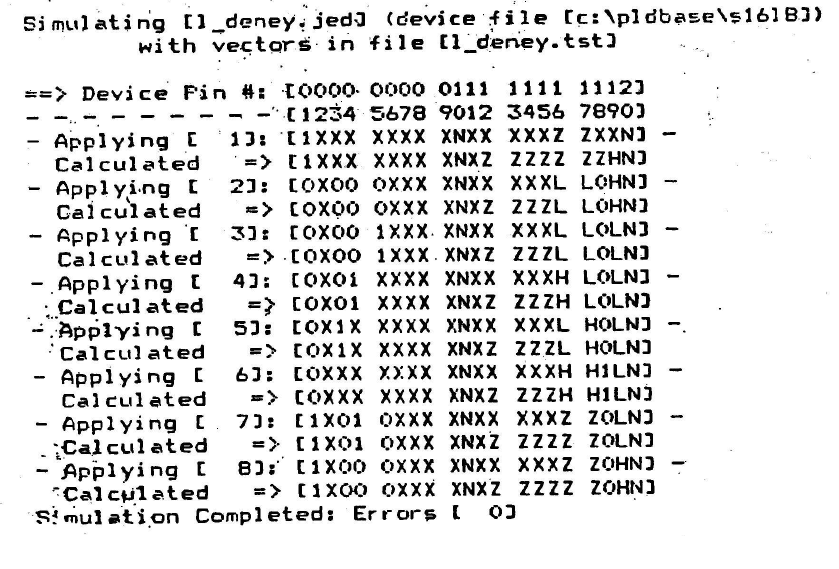 Simulating [1_deney.jed] (device file [c:\pldbase\s16l8])
with vectors in file [1_deney.tst]
==> Device Pin #: [0000 0000 0111 1111 1112]
- - - - - - - - - [1234 5678 9012 3456 7890]
- Applying [ 1]: [1XXX XXXX XNXX XXXZ ZXXN] -
Calculated => [1XXX XXXX XNXZ ZZZZ ZZHN]
- Applying [ 2]: [0X00 0XXX XNXX XXXL L0HN] -
Calculated => [0X00 0XXX XNXZ ZZZL L0HN]
- Applying [ 3]: [0X00 1XXX XNXX XXXL L0LN] -
Calculated => [0X00 1XXX XNXZ ZZZL L0LN]
- Applying [ 4]: [0X01 XXXX XNXX XXXH L0LN] -
Calculated => [0X01 XXXX XNXZ ZZZH L0LN]
- Applying [ 5]: [0X1X XXXX XNXX XXXL H0LN] -
Calculated => [0X1X XXXX XNXZ ZZZL H0LN]
- Applying [ 6]: [0XXX XXXX XNXX XXXH H1LN] -
Calculated => [0XXX XXXX XNXZ ZZZH H1LN]
- Applying [ 7]: [1X01 0XXX XNXX XXXZ Z0LN] -
Calculated => [1X01 0XXX XNXZ ZZZZ Z0LN]
- Applying [ 8]: [1X00 0XXX XNXX XXXZ Z0HN] -
Calculated => [1X00 0XXX XNXZ ZZZZ Z0HN]
Simulation Completed: Errors [ 0]